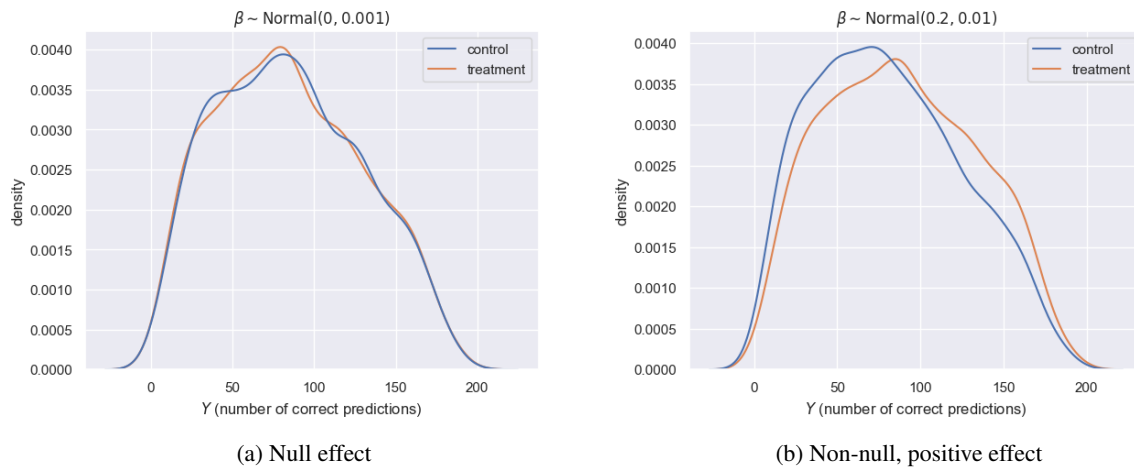 β ~ Normal(0, 0.001)
control
treatment
0.0040
0.0035
0.0030
0.0025
0.0020
0.0015
0.0010
0.0005
0.0000
density
0 50 100 150 200
Y (number of correct predictions)
(a) Null effect
β ~ Normal(0.2, 0.01)
control
treatment
0.0040
0.0035
0.0030
0.0025
0.0020
0.0015
0.0010
0.0005
0.0000
density
0 50 100 150 200
Y (number of correct predictions)
(b) Non-null, positive effect